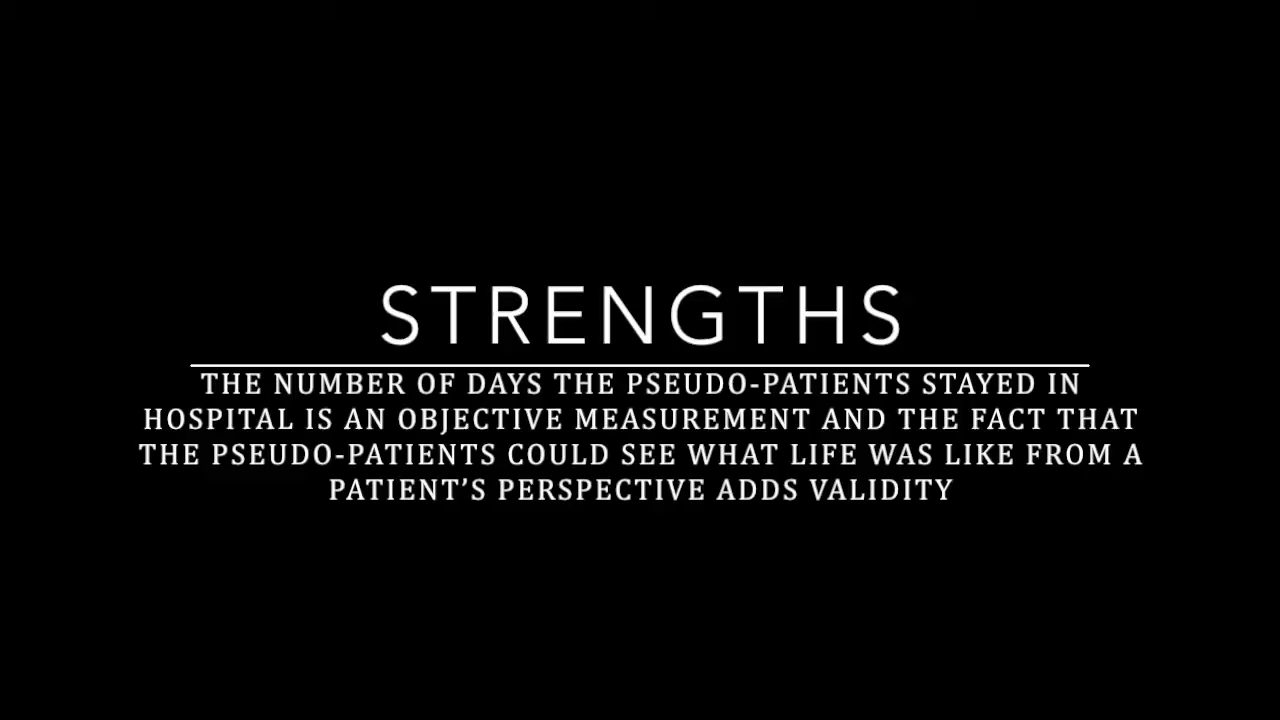 STRENGTHS
THE NUMBER OF DAYS THE PSEUDO-PATIENTS STAYED IN
HOSPITAL IS AN OBJECTIVE MEASUREMENT AND THE FACT THAT
THE PSEUDO-PATIENTS COULD SEE WHAT LIFE WAS LIKE FROM A
PATIENT’S PERSPECTIVE ADDS VALIDITY